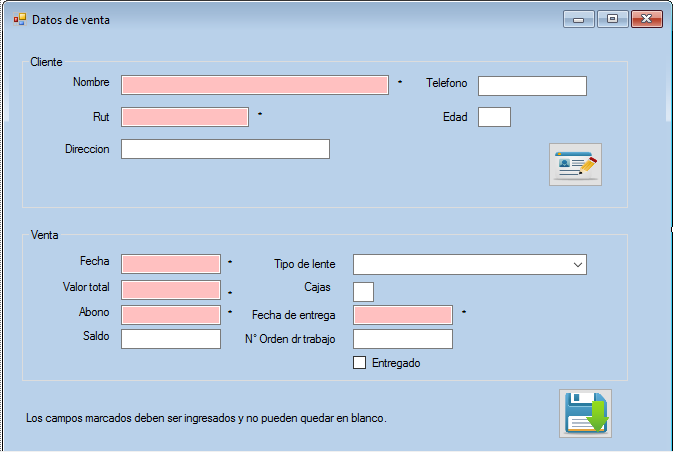 Datos de venta
Cliente
Nombre * Telefono
Rut * Edad
Direccion
Venta
Fecha * Tipo de lente
Valor total * Cajas
Abono * Fecha de entrega *
Saldo N° Orden dr trabajo
Entregado
Los campos marcados deben ser ingresados y no pueden quedar en blanco.